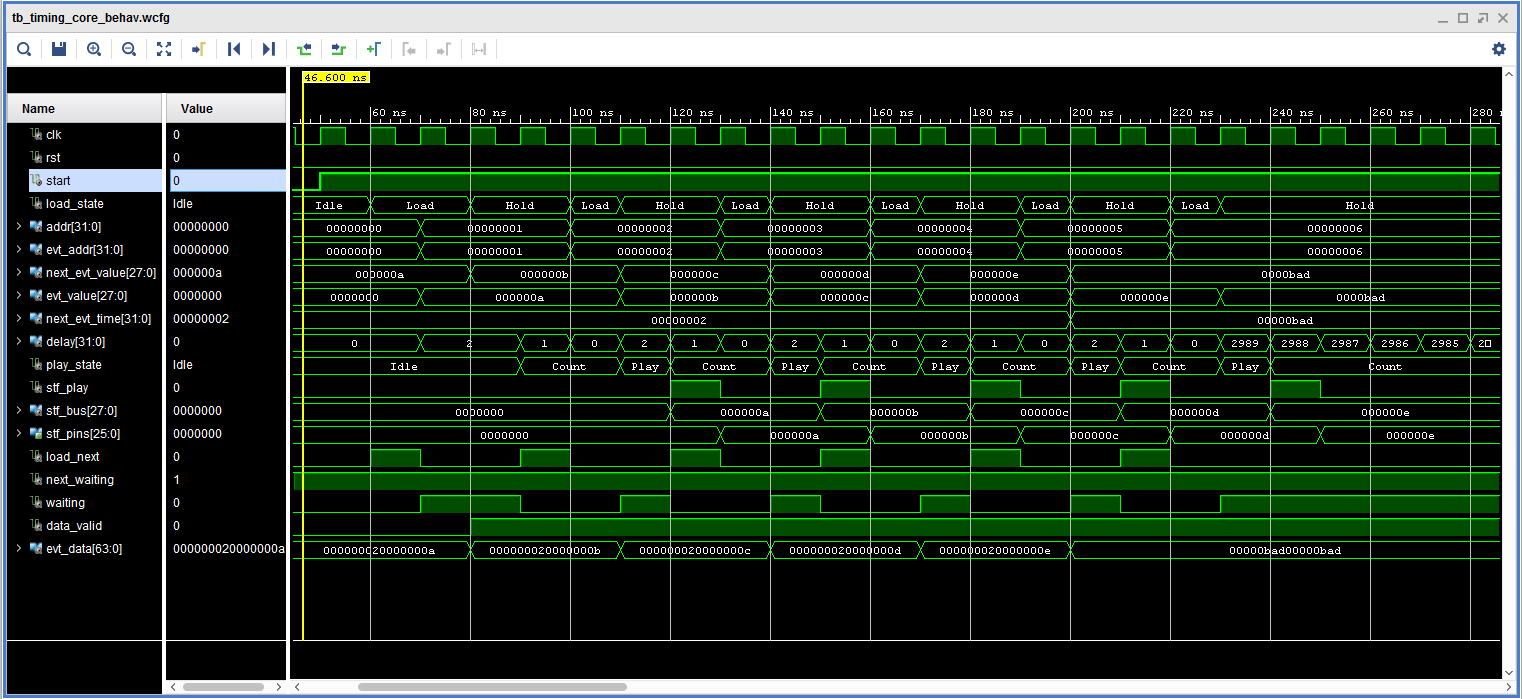 tb_timing_core_behav.wcfg
46.600 ns
60 ns 80 ns 100 ns 120 ns 140 ns 160 ns 180 ns 200 ns 220 ns 240 ns 260 ns 280
Name Value
clk 0
rst 0
start 0
load_state Idle Idle Load Hold Load Hold Load Hold Load Hold Load Hold Load Hold
addr[31:0] 00000000 00000000 00000001 00000002 00000003 00000004 00000005 00000006
evt_addr[31:0] 00000000 00000000 00000001 00000002 00000003 00000004 00000005 00000006
next_evt_value[27:0] 000000a 000000a 000000b 000000c 000000d 000000e 0000bad
evt_value[27:0] 0000000 0000000 000000a 000000b 000000c 000000d 000000e 0000bad
next_evt_time[31:0] 00000002 00000002 00000bad
delay[31:0] 0 0 2 1 0 2 1 0 2 1 0 2 1 0 2 1 0 2989 2988 2987 2986 2985 2
play_state Idle Idle Count Play Count Play Count Play Count Play Count Play Count
stf_play 0
stf_bus[27:0] 0000000 0000000 000000a 000000b 000000c 000000d 000000e
stf_pins[25:0] 0000000 0000000 000000a 000000b 000000c 000000d 000000e
load_next 0
next_waiting 1
waiting 0
data_valid 0
evt_data[63:0] 000000020000000a 000000020000000a 000000020000000b 000000020000000c 000000020000000d 000000020000000e 00000bad00000bad